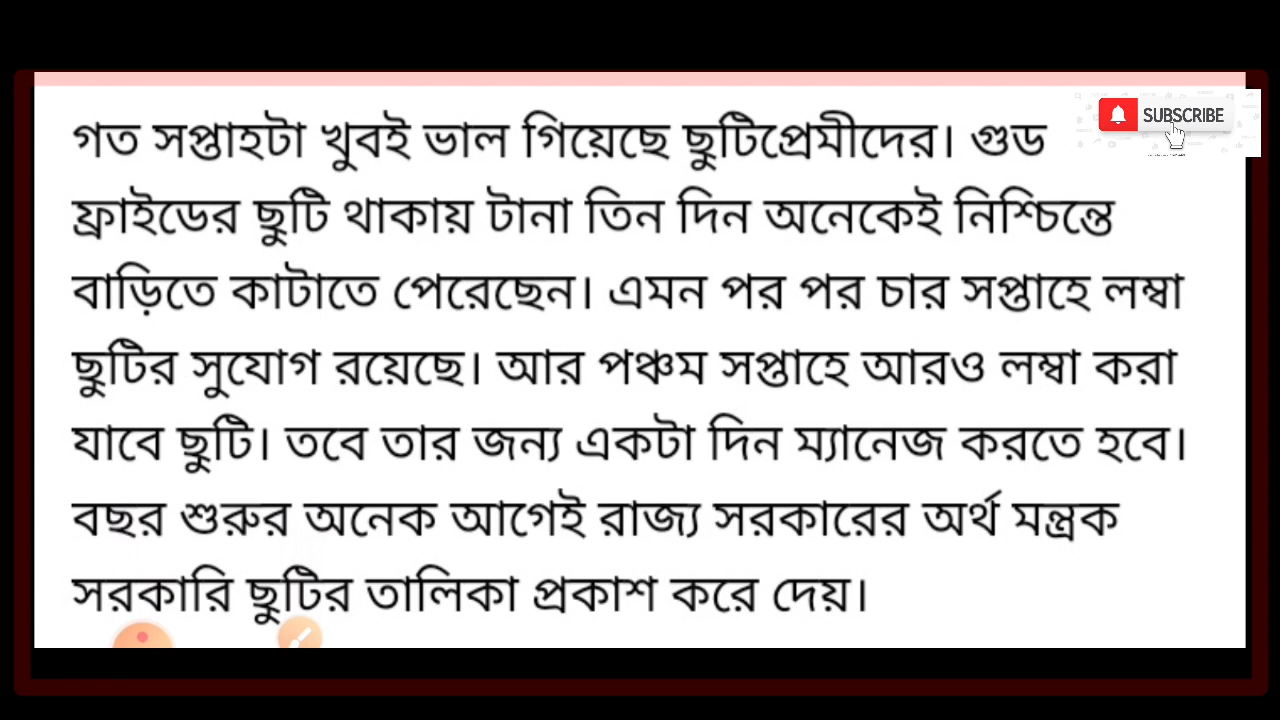 গত সপ্তাহটা খুবই ভাল গিয়েছে ছুটিপ্রেমীদের। গুড
SUBSCRIBE
ফ্রাইডের ছুটি থাকায় টানা তিন দিন অনেকেই নিশ্চিন্তে
বাড়িতে কাটাতে পেরেছেন। এমন পর পর চার সপ্তাহে লম্বা
ছুটির সুযোগ রয়েছে। আর পঞ্চম সপ্তাহে আরও লম্বা করা
যাবে ছুটি। তবে তার জন্য একটা দিন ম্যানেজ করতে হবে।
বছর শুরুর অনেক আগেই রাজ্য সরকারের অর্থ মন্ত্রক
সরকারি ছুটির তালিকা প্রকাশ করে দেয়।